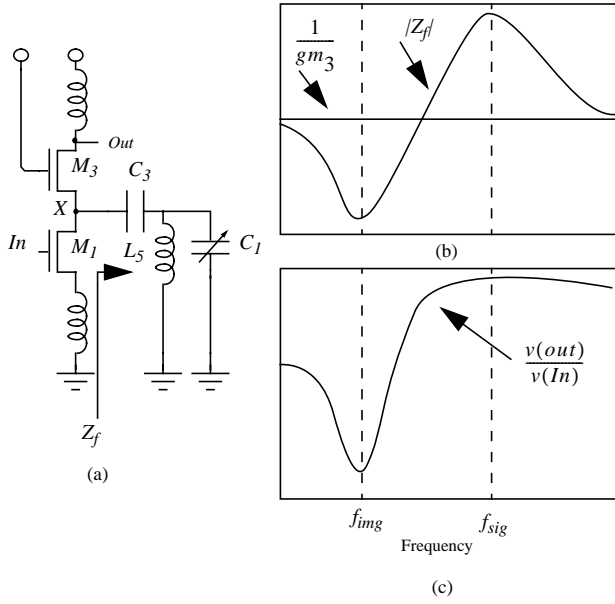 Out
M3
C3
X
In
M1
L5
C1
Zf
(a)
1
gm3
|Zf|
(b)
v(out)
v(In)
fimg
fsig
Frequency
(c)